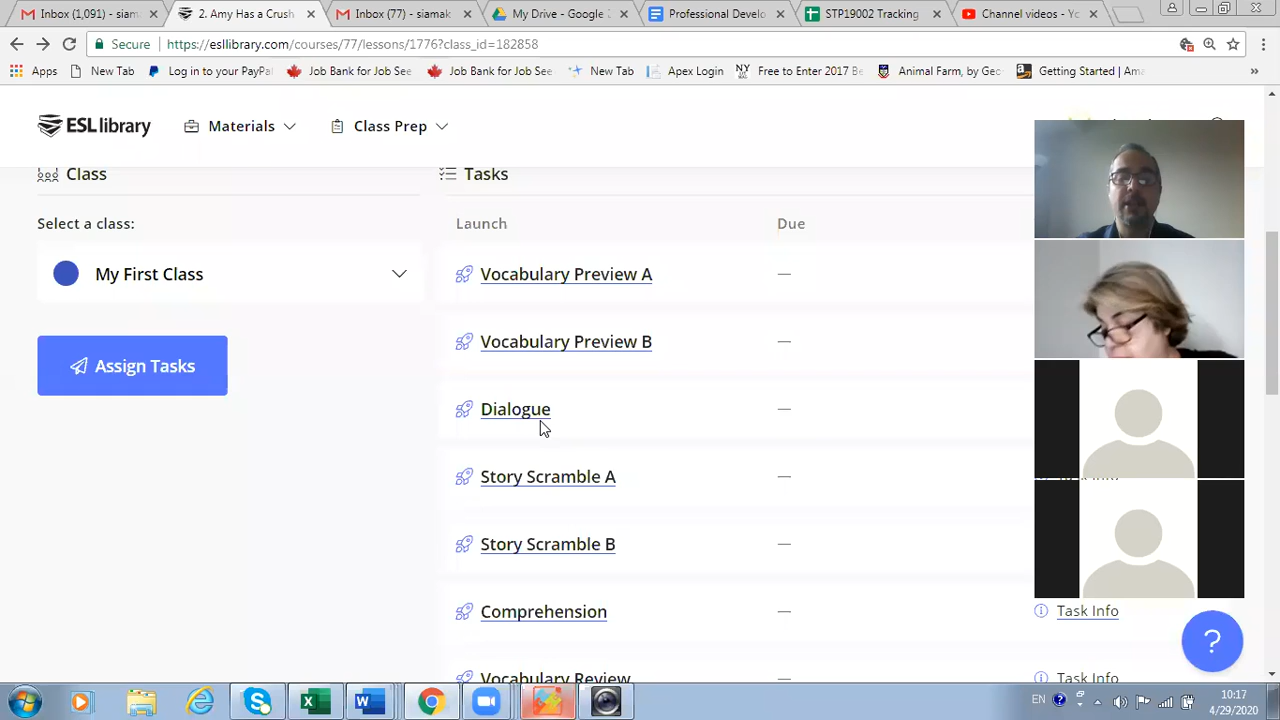 Inbox (1,091) - siam
2. Amy Has a Crush
Inbox (77) - siamak
My Drive - Google
Professional Develo
STP19002 Tracking
Channel videos - Yo
Secure
https://esllibrary.com/courses/77/lessons/1776?class_id=182858
Apps
New Tab
Log in to your PayPa
Job Bank for Job See
Job Bank for Job See
New Tab
Apex Login
NY
Free to Enter 2017 Be
Animal Farm, by Geo
Getting Started | Ama
»
ESL library
Materials
Class Prep
Class
Tasks
Select a class:
Launch
Due
My First Class
Vocabulary Preview A
—
Vocabulary Preview B
—
Assign Tasks
Dialogue
—
Story Scramble A
—
Story Scramble B
—
Comprehension
—
Task Info
Vocabulary Review
—
Task Info
?
EN
10:17
4/29/2020